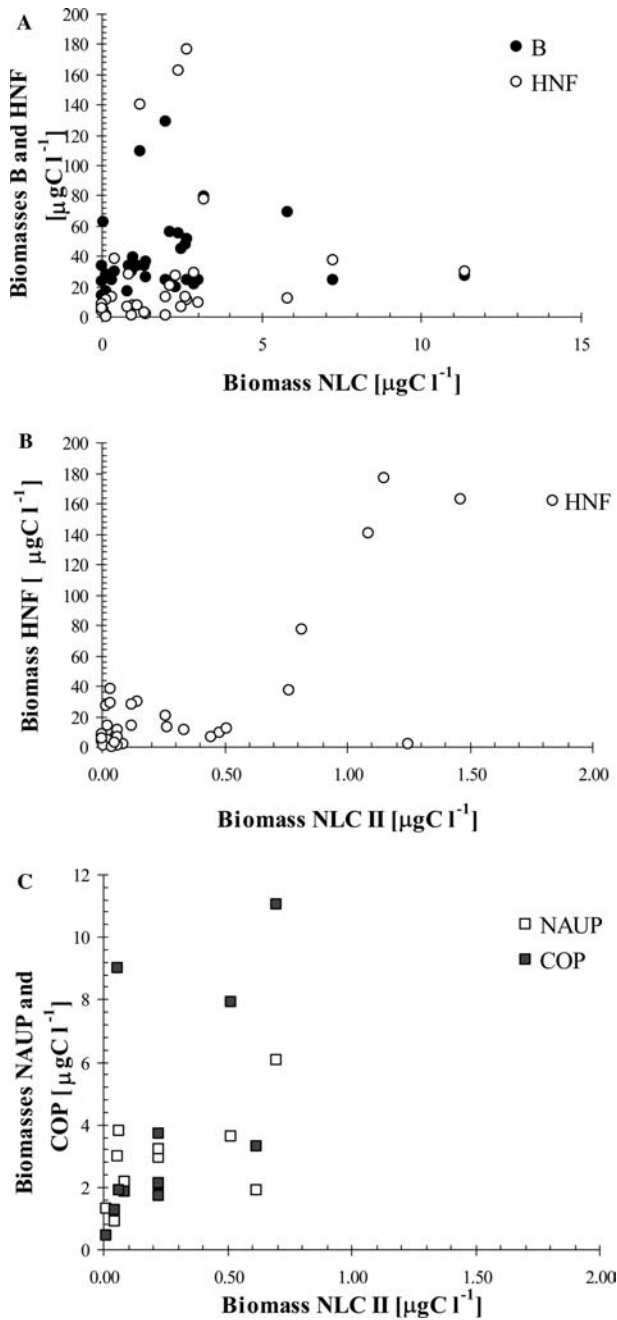 A
200
180
160
140
120
100
80
60
40
20
0
Biomasses B and HNF
[µgC l⁻¹]
B
HNF
0 5 10 15
Biomass NLC [µgC l⁻¹]
B
200
180
160
140
120
100
80
60
40
20
0
Biomass HNF [ µgC l⁻¹]
HNF
0.00 0.50 1.00 1.50 2.00
Biomass NLC II [µgC l⁻¹]
C
12
10
8
6
4
2
0
Biomasses NAUP and
COP [µgC l⁻¹]
NAUP
COP
0.00 0.50 1.00 1.50 2.00
Biomass NLC II [µgC l⁻¹]